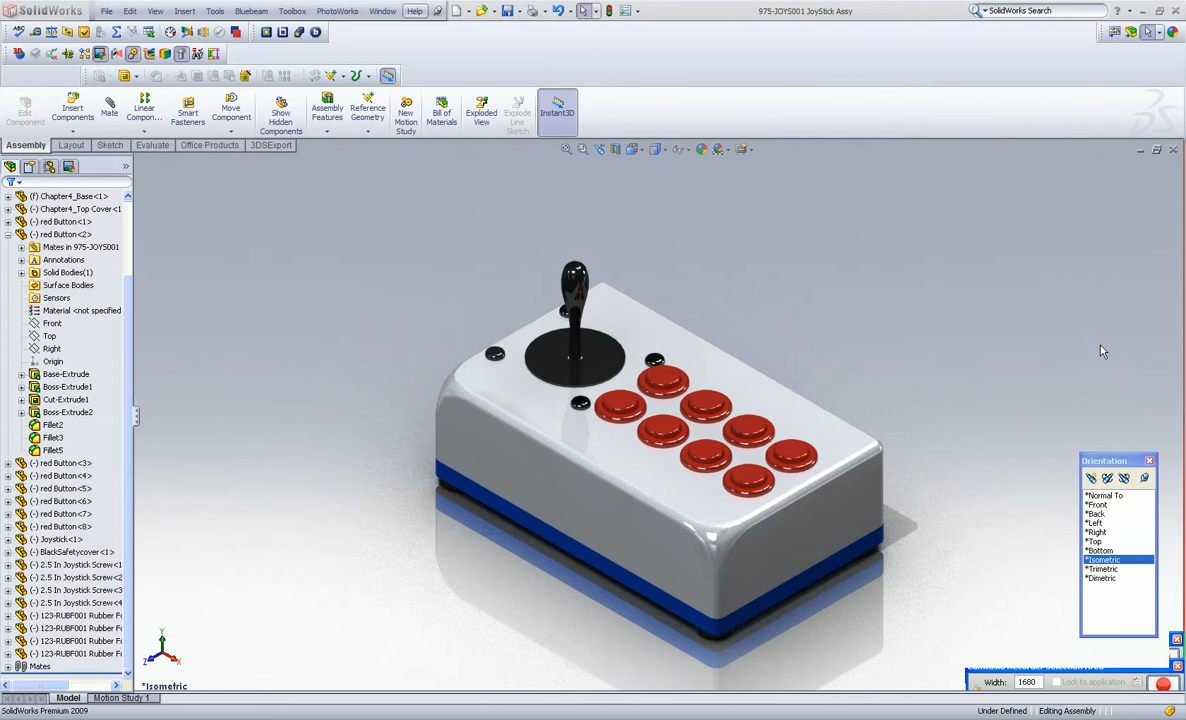 SolidWorks File Edit View Insert Tools Toolbox PhotoWorks Window Bluebeam Help 975-JOYS001 JoyStick Assy SolidWorks Search
Edit Component
Insert Components
Mate
Linear Compon...
Smart Fasteners
Move Component
Show Hidden Components
Assembly Features
Reference Geometry
New Motion Study
Bill of Materials
Exploded View
Explode Line Sketch
Instant3D
Assembly Layout Sketch Evaluate Office Products 3DSExport
(f) Chapter4_Base<1>
(-) Chapter4_Top Cover<1
(-) red Button<1>
(-) red Button<2>
Mates in 975-JOYS001
Annotations
Solid Bodies(1)
Surface Bodies
Sensors
Material <not specified
Front
Top
Right
Origin
Base-Extrude
Boss-Extrude1
Cut-Extrude1
Boss-Extrude2
Fillet2
Fillet3
Fillet5
(-) red Button<3>
(-) red Button<4>
(-) red Button<5>
(-) red Button<6>
(-) red Button<7>
(-) red Button<8>
(-) Joystick<1>
(-) BlackSafetycover<1>
(-) 2.5 In Joystick Screw<1
(-) 2.5 In Joystick Screw<2
(-) 2.5 In Joystick Screw<3
(-) 2.5 In Joystick Screw<4
(-) 123-RUBF001 Rubber Fo
(-) 123-RUBF001 Rubber Fo
(-) 123-RUBF001 Rubber Fo
(-) 123-RUBF001 Rubber Fo
Mates
Orientation
*Normal To
*Front
*Back
*Left
*Right
*Top
*Bottom
*Isometric
*Trimetric
*Dimetric
Z Y X
*Isometric
Width: 1680 Lock to application
Model Motion Study 1
SolidWorks Premium 2009 Under Defined Editing Assembly